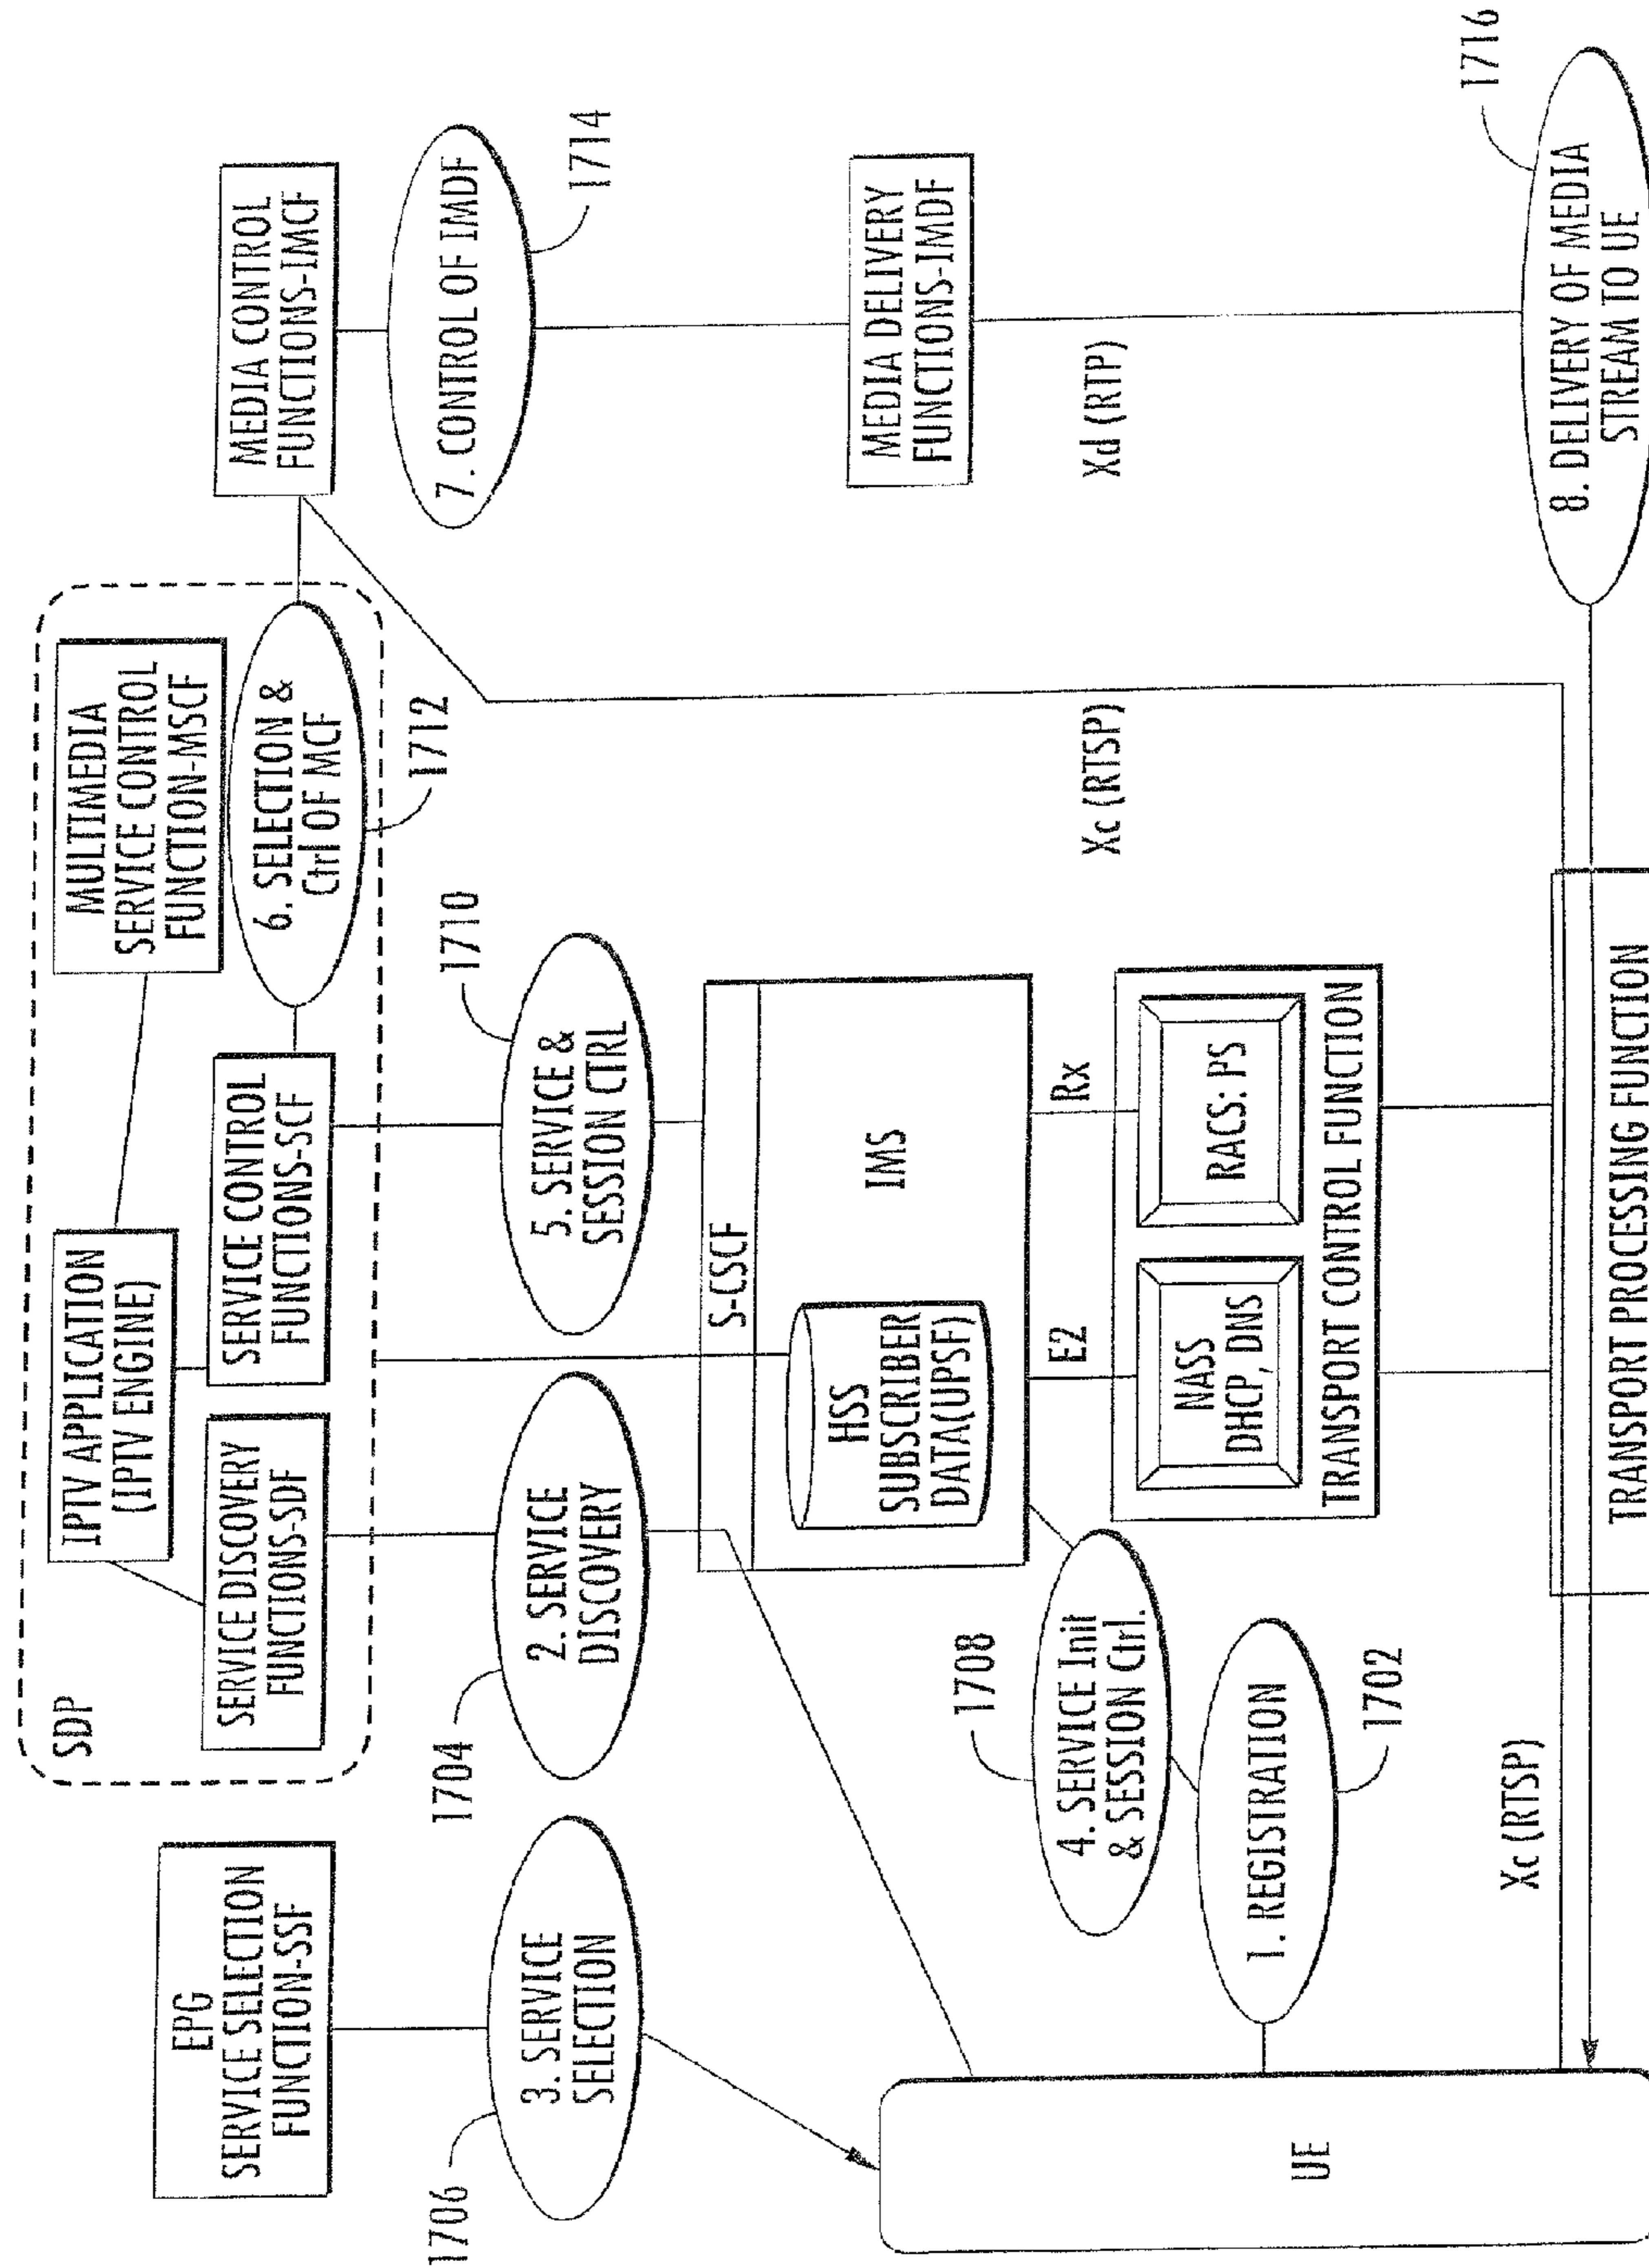 SDP
IPTV APPLICATION
(IPTV ENGINE)
MULTIMEDIA
SERVICE CONTROL
FUNCTION-MSCF
EPG
SERVICE SELECTION
FUNCTION-SSF
SERVICE DISCOVERY
FUNCTIONS-SDF
SERVICE CONTROL
FUNCTIONS-SCF
6. SELECTION &
Ctrl OF MCF
1712
MEDIA CONTROL
FUNCTIONS-IMCF
1706
3. SERVICE
SELECTION
1704
2. SERVICE
DISCOVERY
5. SERVICE &
SESSION CTRL
1710
7. CONTROL OF IMDF
1714
S-CSCF
HSS
SUBSCRIBER
DATA(UPSF)
IMS
MEDIA DELIVERY
FUNCTIONS-IMDF
1708
4. SERVICE Init
& SESSION Ctrl.
E2
Rx
Xc (RTSP)
Xd (RTP)
1. REGISTRATION
1702
NASS
DHCP, DNS
RACS: PS
TRANSPORT CONTROL FUNCTION
UE
Xc (RTSP)
1716
8. DELIVERY OF MEDIA
STREAM TO UE
TRANSPORT PROCESSING FUNCTION